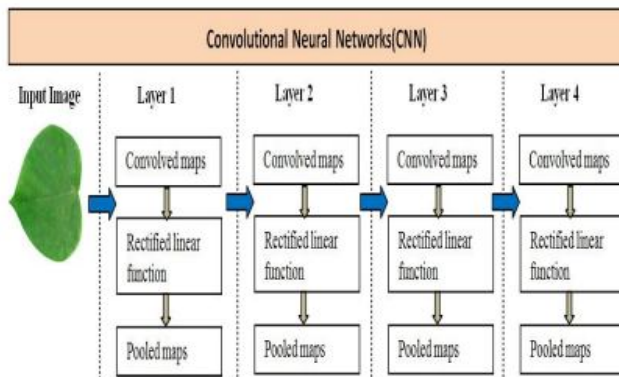 Convolutional Neural Networks(CNN)
Input Image
Layer 1
Layer 2
Layer 3
Layer 4
Convolved maps
Rectified linear
function
Pooled maps
Convolved maps
Rectified linear
function
Pooled maps
Convolved maps
Rectified linear
function
Pooled maps
Convolved maps
Rectified linear
function
Pooled maps